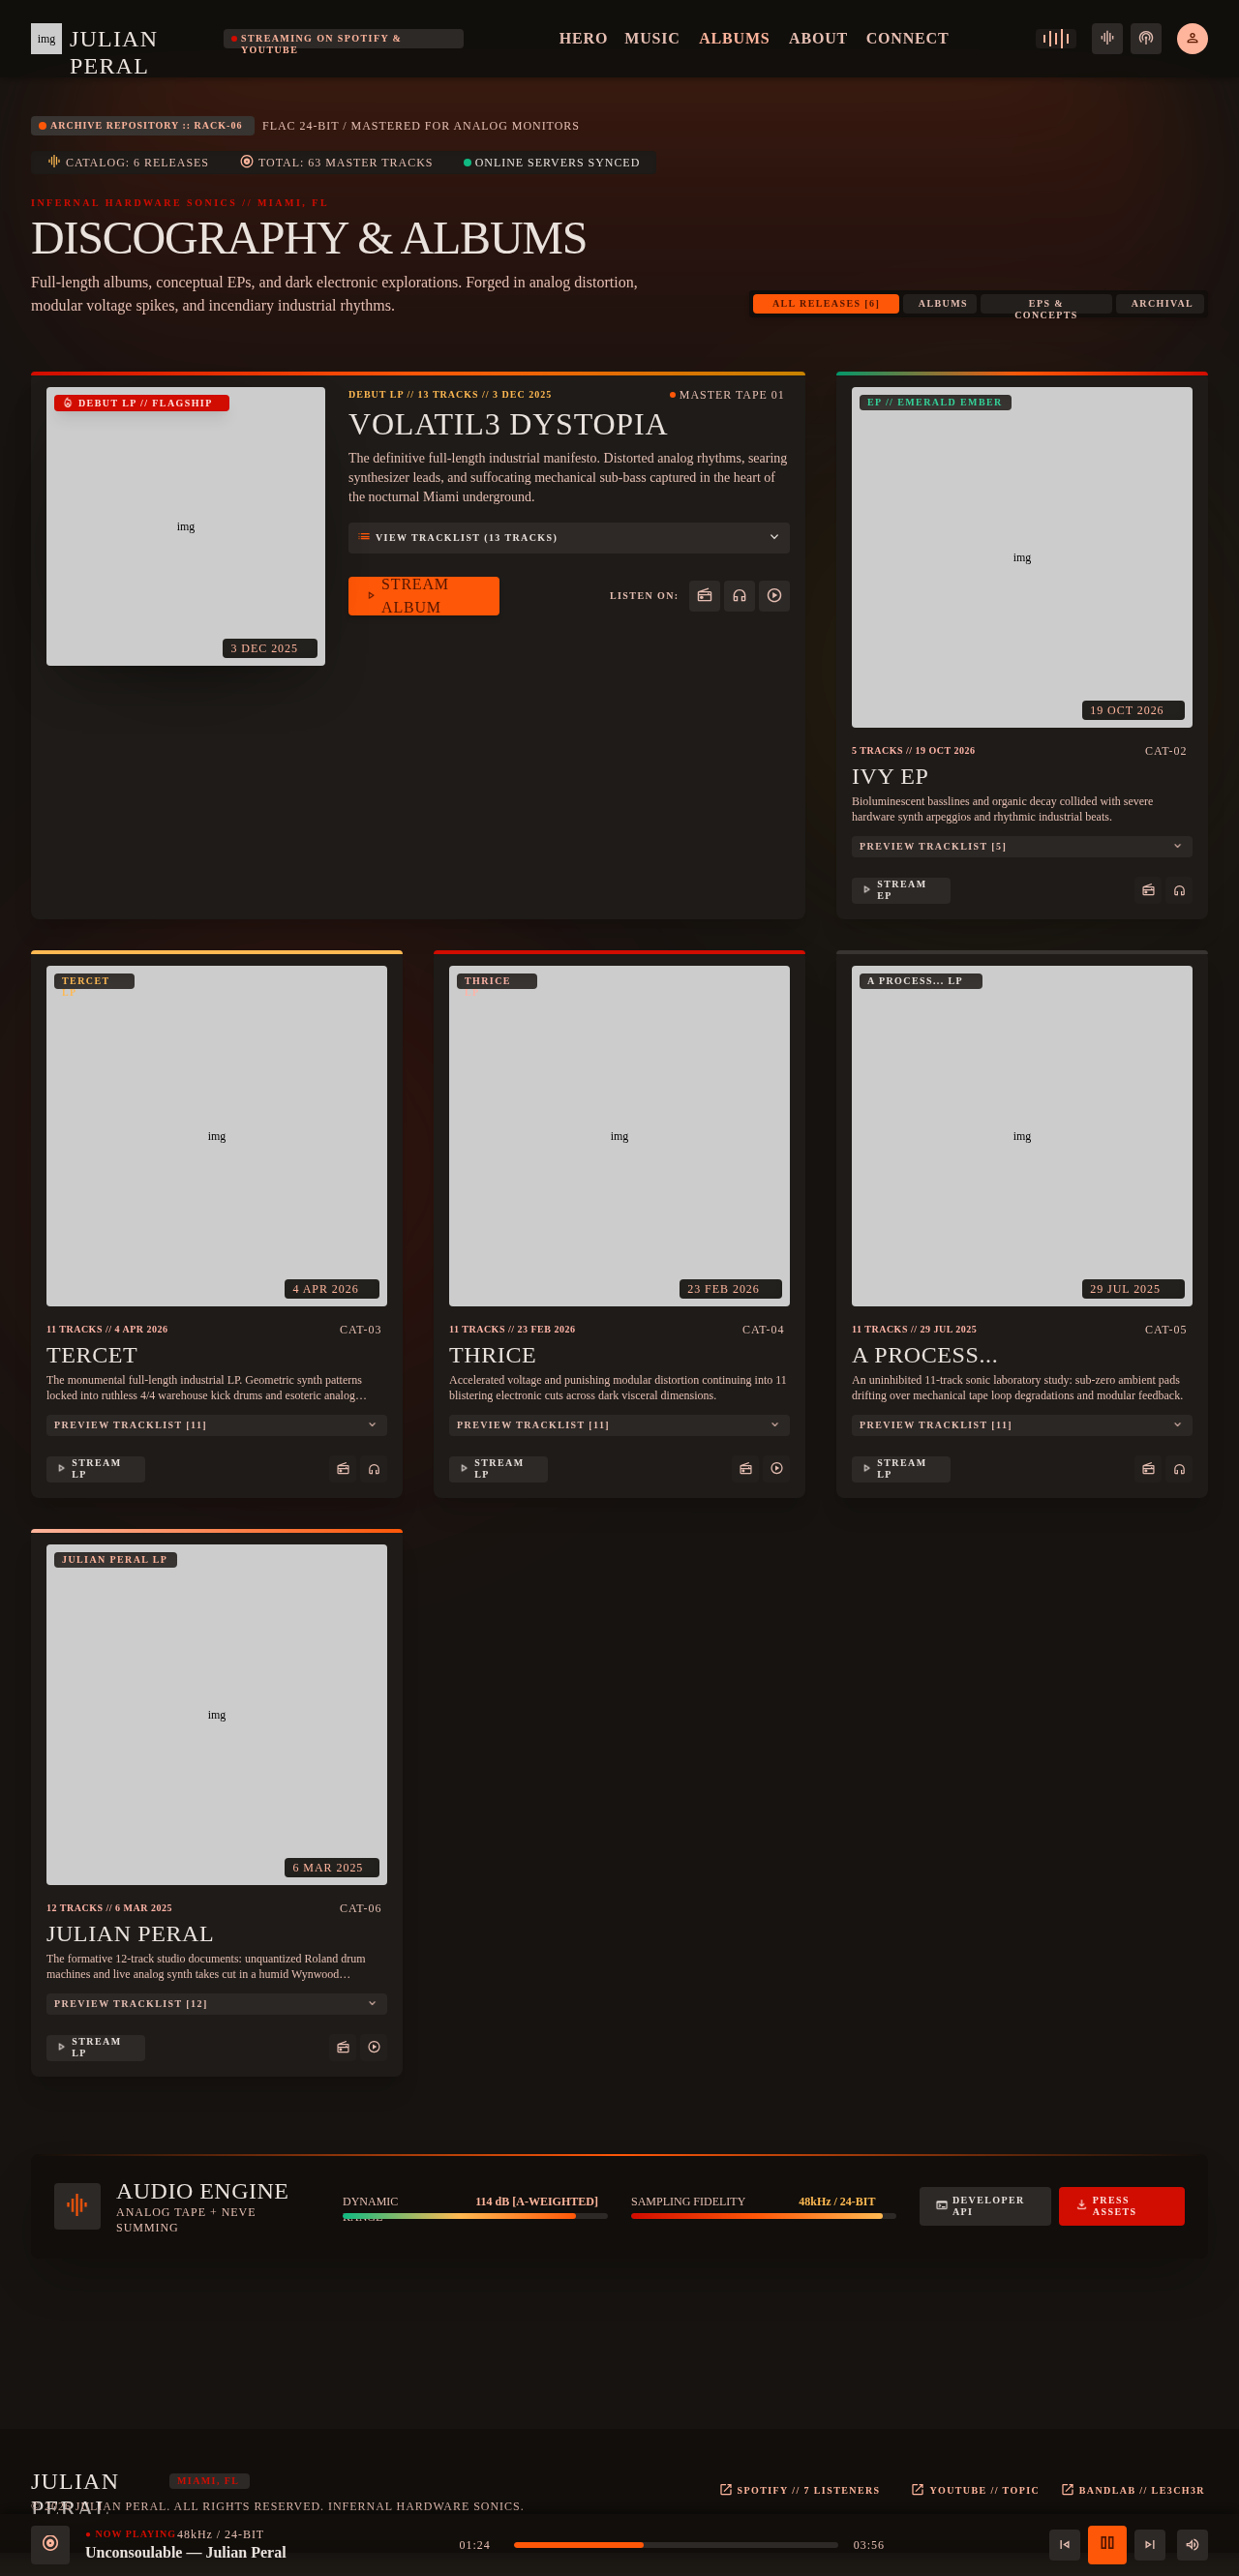 img
JULIAN
PERAL
STREAMING ON SPOTIFY &
YOUTUBE
HERO MUSIC ALBUMS ABOUT CONNECT
ARCHIVE REPOSITORY :: RACK-06 FLAC 24-BIT / MASTERED FOR ANALOG MONITORS
CATALOG: 6 RELEASES TOTAL: 63 MASTER TRACKS ONLINE SERVERS SYNCED
INFERNAL HARDWARE SONICS // MIAMI, FL
DISCOGRAPHY & ALBUMS
Full-length albums, conceptual EPs, and dark electronic explorations. Forged in analog distortion,
modular voltage spikes, and incendiary industrial rhythms.
ALL RELEASES [6] ALBUMS EPS &
CONCEPTS ARCHIVAL
DEBUT LP // FLAGSHIP
img
3 DEC 2025
DEBUT LP // 13 TRACKS // 3 DEC 2025 MASTER TAPE 01
VOLATIL3 DYSTOPIA
The definitive full-length industrial manifesto. Distorted analog rhythms, searing
synthesizer leads, and suffocating mechanical sub-bass captured in the heart of
the nocturnal Miami underground.
VIEW TRACKLIST (13 TRACKS)
STREAM
ALBUM
LISTEN ON:
EP // EMERALD EMBER
img
19 OCT 2026
5 TRACKS // 19 OCT 2026 CAT-02
IVY EP
Bioluminescent basslines and organic decay collided with severe
hardware synth arpeggios and rhythmic industrial beats.
PREVIEW TRACKLIST [5]
STREAM
EP
TERCET
img
4 APR 2026
11 TRACKS // 4 APR 2026 CAT-03
TERCET
The monumental full-length industrial LP. Geometric synth patterns
locked into ruthless 4/4 warehouse kick drums and esoteric analog…
PREVIEW TRACKLIST [11]
STREAM
LP
THRICE
img
23 FEB 2026
11 TRACKS // 23 FEB 2026 CAT-04
THRICE
Accelerated voltage and punishing modular distortion continuing into 11
blistering electronic cuts across dark visceral dimensions.
PREVIEW TRACKLIST [11]
STREAM
LP
A PROCESS... LP
img
29 JUL 2025
11 TRACKS // 29 JUL 2025 CAT-05
A PROCESS...
An uninhibited 11-track sonic laboratory study: sub-zero ambient pads
drifting over mechanical tape loop degradations and modular feedback.
PREVIEW TRACKLIST [11]
STREAM
LP
JULIAN PERAL LP
img
6 MAR 2025
12 TRACKS // 6 MAR 2025 CAT-06
JULIAN PERAL
The formative 12-track studio documents: unquantized Roland drum
machines and live analog synth takes cut in a humid Wynwood…
PREVIEW TRACKLIST [12]
STREAM
LP
AUDIO ENGINE
ANALOG TAPE + NEVE
SUMMING
DYNAMIC
RANGE
114 dB [A-WEIGHTED]
SAMPLING FIDELITY 48kHz / 24-BIT
DEVELOPER
API
PRESS
ASSETS
JULIAN
PERAL
MIAMI, FL
JULIAN PERAL. ALL RIGHTS RESERVED. INFERNAL HARDWARE SONICS.
SPOTIFY // 7 LISTENERS YOUTUBE // TOPIC BANDLAB // LE3CH3R
● NOW PLAYING 48kHz / 24-BIT
Unconsoulable — Julian Peral
01:24 03:56